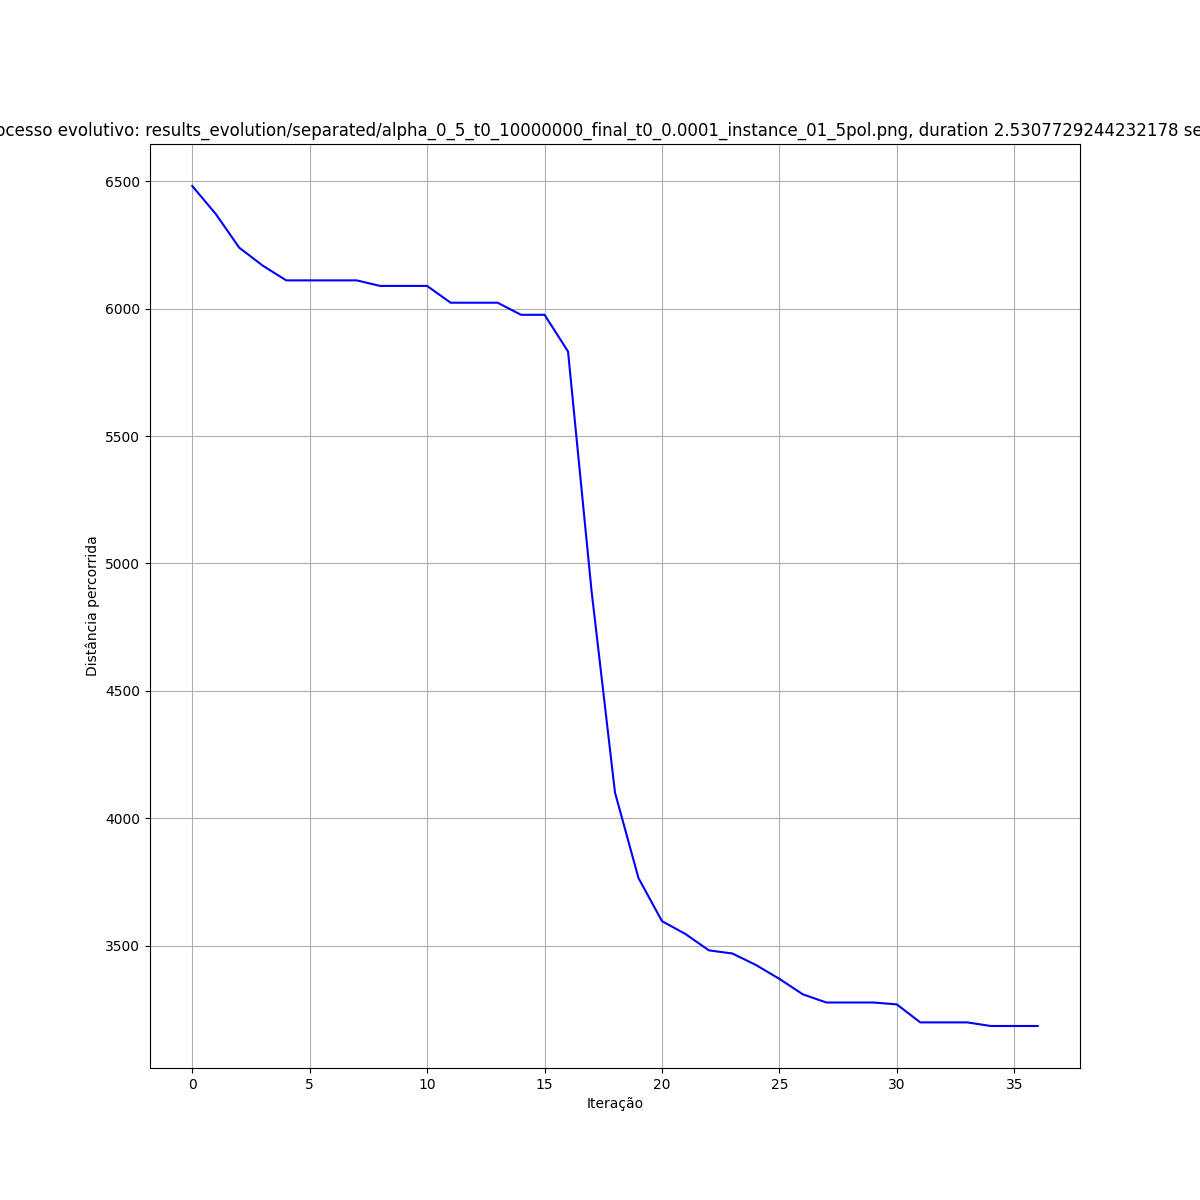 ocesso evolutivo: results_evolution/separated/alpha_0_5_t0_10000000_final_t0_0.0001_instance_01_5pol.png, duration 2.5307729244232178 se
6500
6000
5500
5000
4500
4000
3500
Distância percorrida
0 5 10 15 20 25 30 35
Iteração